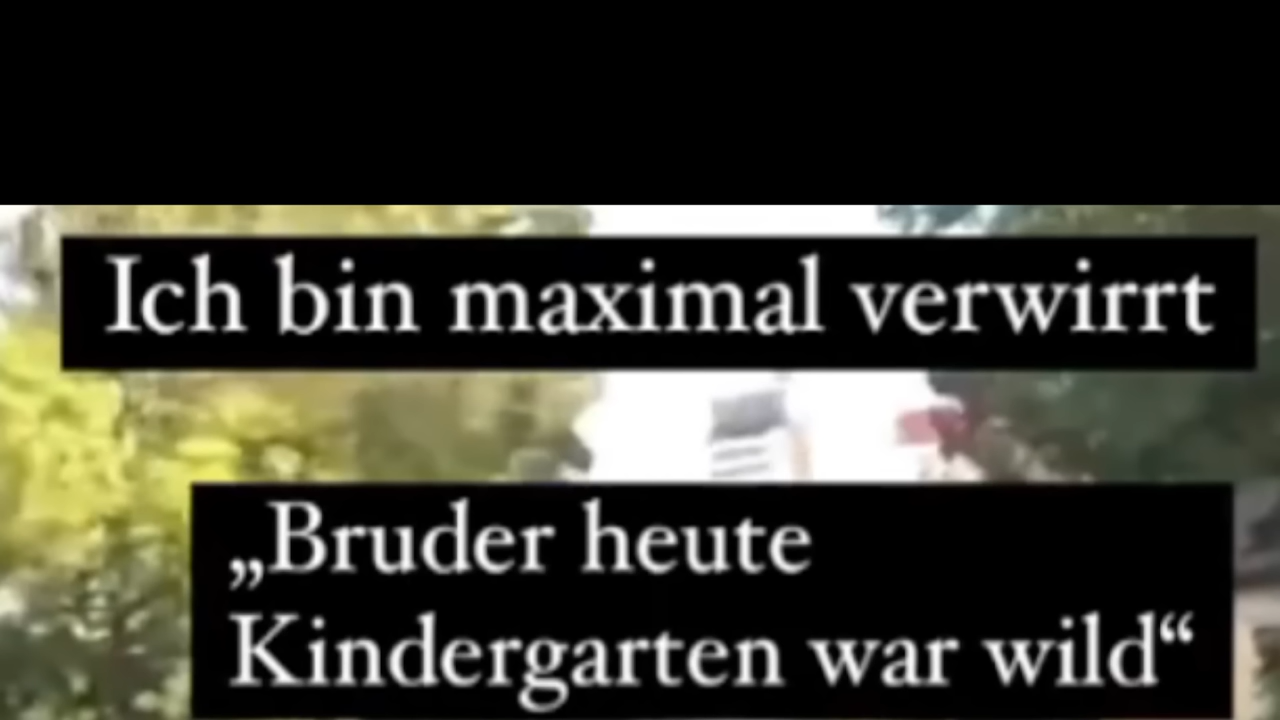 Ich bin maximal verwirrt
„Bruder heute
Kindergarten war wild“